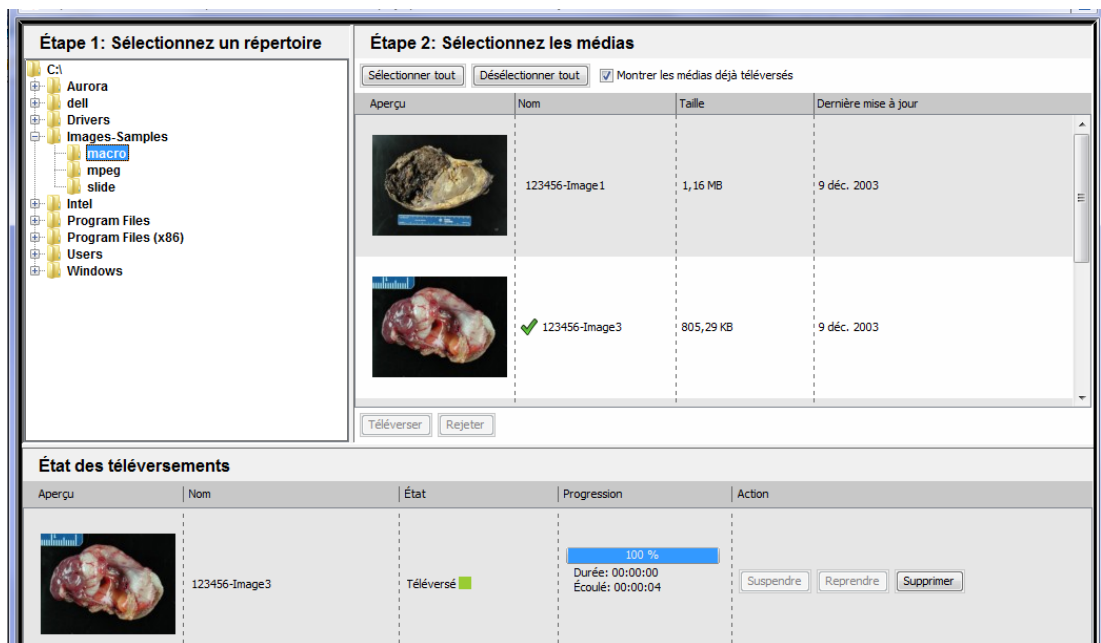 Étape 1: Sélectionnez un répertoire
C:\
Aurora
dell
Drivers
Images-Samples
macro
mpeg
slide
Intel
Program Files
Program Files (x86)
Users
Windows
Étape 2: Sélectionnez les médias
Sélectionner tout Désélectionner tout Montrer les médias déjà téléversés
Aperçu Nom Taille Dernière mise à jour
123456-Image1 1,16 MB 9 déc. 2003
123456-Image3 805,29 KB 9 déc. 2003
Téléverser Rejeter
État des téléversements
Aperçu Nom État Progression Action
100 %
Durée: 00:00:00
Écoulé: 00:00:04
123456-Image3 Téléversé Suspendre Reprendre Supprimer